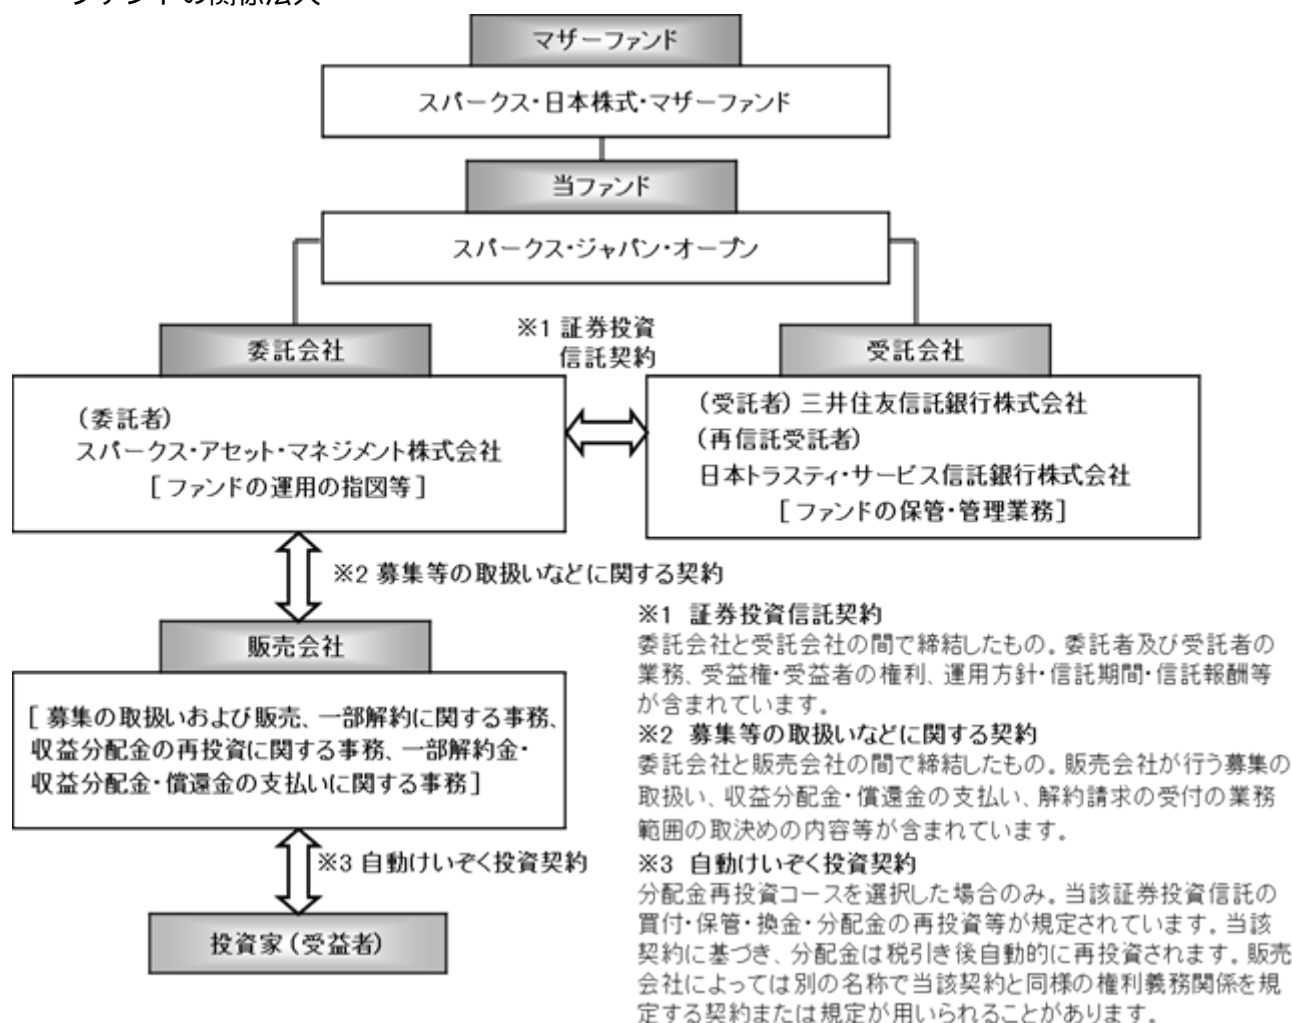 ファンドの関係法人
マザーファンド
スパークス・日本株式・マザーファンド
当ファンド
スパークス・ジャパン・オープン
※1 証券投資
信託契約
委託会社
(委託者)
スパークス・アセット・マネジメント株式会社
[ファンドの運用の指図等]
受託会社
(受託者) 三井住友信託銀行株式会社
(再信託受託者)
日本トラスティ・サービス信託銀行株式会社
[ファンドの保管・管理業務]
※2 募集等の取扱いなどに関する契約
販売会社
[募集の取扱いおよび販売、一部解約に関する事務、
収益分配金の再投資に関する事務、一部解約金・
収益分配金・償還金の支払いに関する事務]
※3 自動けいぞく投資契約
投資家(受益者)
※1 証券投資信託契約
委託会社と受託会社の間で締結したもの。委託者及び受託者の
業務、受益権・受益者の権利、運用方針・信託期間・信託報酬等
が含まれています。
※2 募集等の取扱いなどに関する契約
委託会社と販売会社の間で締結したもの。販売会社が行う募集の
取扱い、収益分配金・償還金の支払い、解約請求の受付の業務
範囲の取決めの内容等が含まれています。
※3 自動けいぞく投資契約
分配金再投資コースを選択した場合のみ。当該証券投資信託の
買付・保管・換金・分配金の再投資等が規定されています。当該
契約に基づき、分配金は税引き後自動的に再投資されます。販売
会社によっては別の名称で当該契約と同様の権利義務関係を規
定する契約または規定が用いられることがあります。